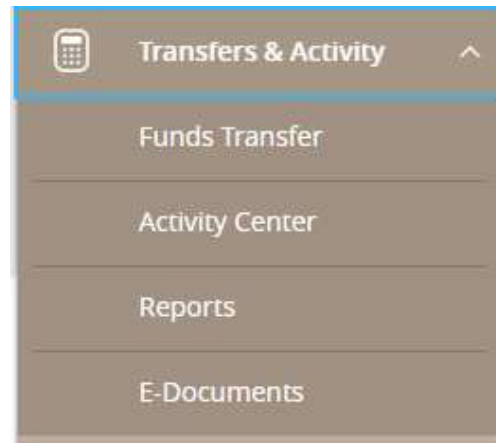 Transfers & Activity
Funds Transfer
Activity Center
Reports
E-Documents